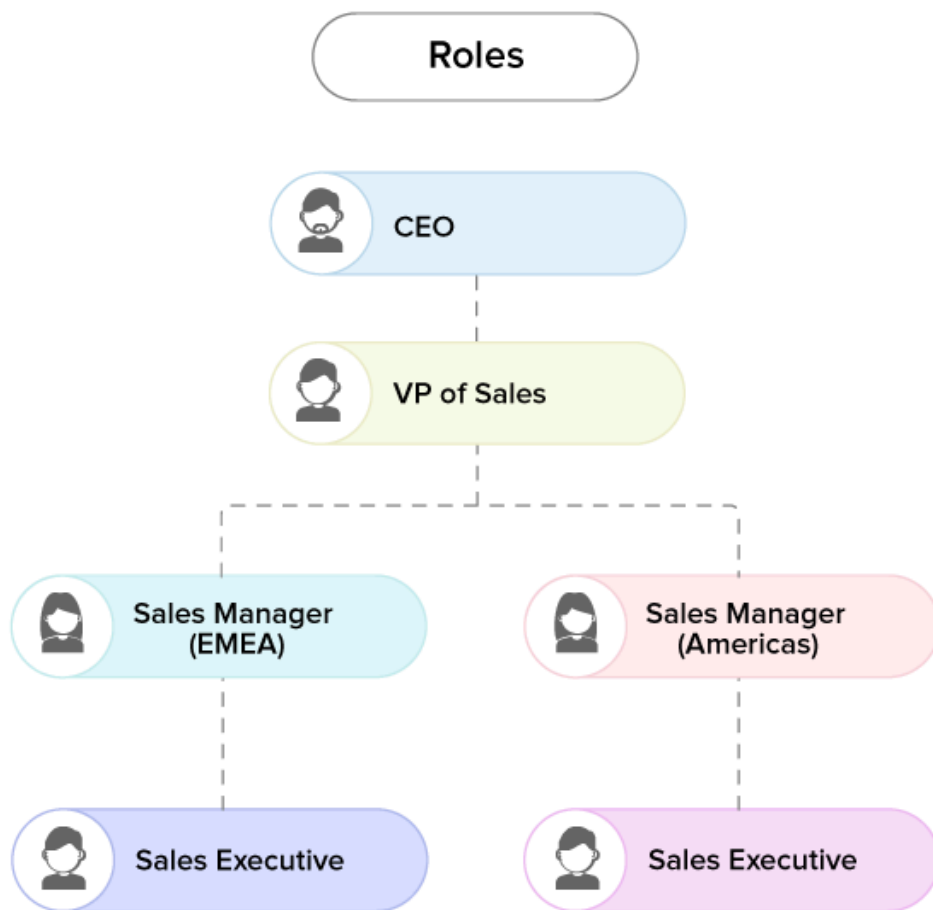 Roles
CEO
VP of Sales
Sales Manager
(EMEA)
Sales Manager
(Americas)
Sales Executive
Sales Executive